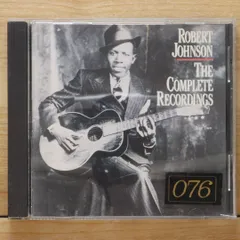 ROBERT
JOHNSON
THE
COMPLETE
RECORDINGS
076